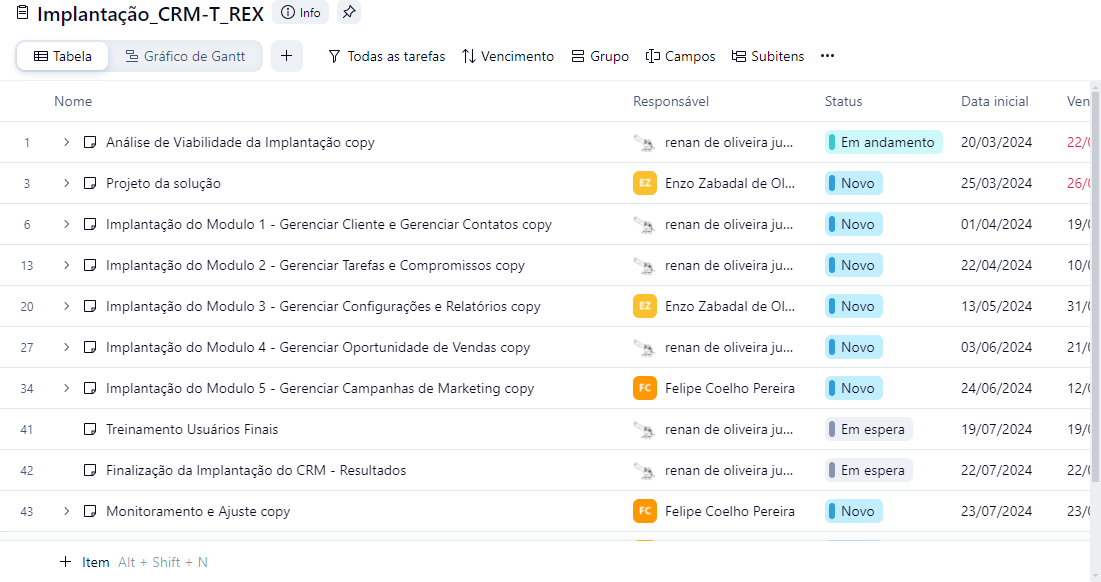 Implantação_CRM-T_REX Info
Tabela Gráfico de Gantt + Todas as tarefas Vencimento Grupo Campos Subitens ...
Nome Responsável Status Data inicial Ven
1 Análise de Viabilidade da Implantação copy renan de oliveira ju... Em andamento 20/03/2024 22/0
3 Projeto da solução EZ Enzo Zabadal de Ol... Novo 25/03/2024 26/0
6 Implantação do Modulo 1 - Gerenciar Cliente e Gerenciar Contatos copy renan de oliveira ju... Novo 01/04/2024 19/0
13 Implantação do Modulo 2 - Gerenciar Tarefas e Compromissos copy renan de oliveira ju... Novo 22/04/2024 10/0
20 Implantação do Modulo 3 - Gerenciar Configurações e Relatórios copy EZ Enzo Zabadal de Ol... Novo 13/05/2024 31/0
27 Implantação do Modulo 4 - Gerenciar Oportunidade de Vendas copy renan de oliveira ju... Novo 03/06/2024 21/0
34 Implantação do Modulo 5 - Gerenciar Campanhas de Marketing copy FC Felipe Coelho Pereira Novo 24/06/2024 12/0
41 Treinamento Usuários Finais renan de oliveira ju... Em espera 19/07/2024 19/0
42 Finalização da Implantação do CRM - Resultados renan de oliveira ju... Em espera 22/07/2024 22/0
43 Monitoramento e Ajuste copy FC Felipe Coelho Pereira Novo 23/07/2024 23/0
+ Item Alt + Shift + N